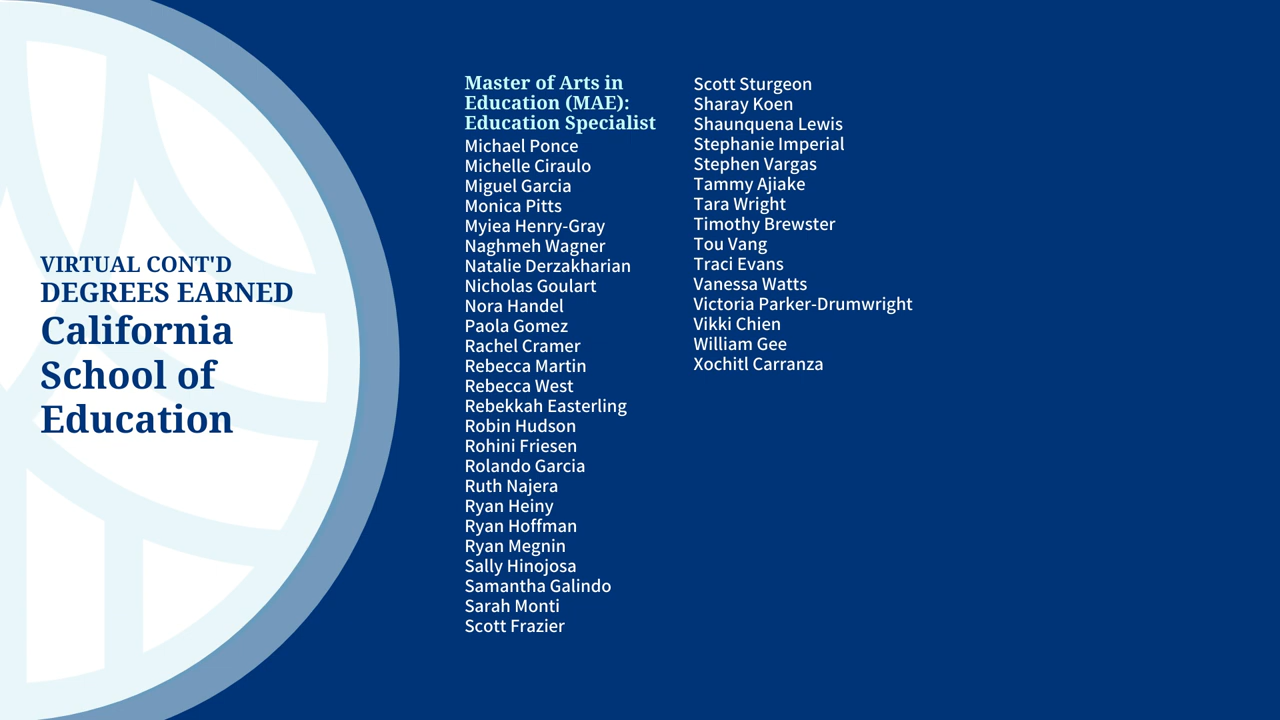 VIRTUAL CONT'D
DEGREES EARNED
California
School of
Education
Master of Arts in
Education (MAE):
Education Specialist
Michael Ponce
Michelle Ciraulo
Miguel Garcia
Monica Pitts
Myiea Henry-Gray
Naghmeh Wagner
Natalie Derzakharian
Nicholas Goulart
Nora Handel
Paola Gomez
Rachel Cramer
Rebecca Martin
Rebecca West
Rebekkah Easterling
Robin Hudson
Rohini Friesen
Rolando Garcia
Ruth Najera
Ryan Heiny
Ryan Hoffman
Ryan Megnin
Sally Hinojosa
Samantha Galindo
Sarah Monti
Scott Frazier
Scott Sturgeon
Sharay Koen
Shaunquena Lewis
Stephanie Imperial
Stephen Vargas
Tammy Ajiake
Tara Wright
Timothy Brewster
Tou Vang
Traci Evans
Vanessa Watts
Victoria Parker-Drumwright
Vikki Chien
William Gee
Xochitl Carranza